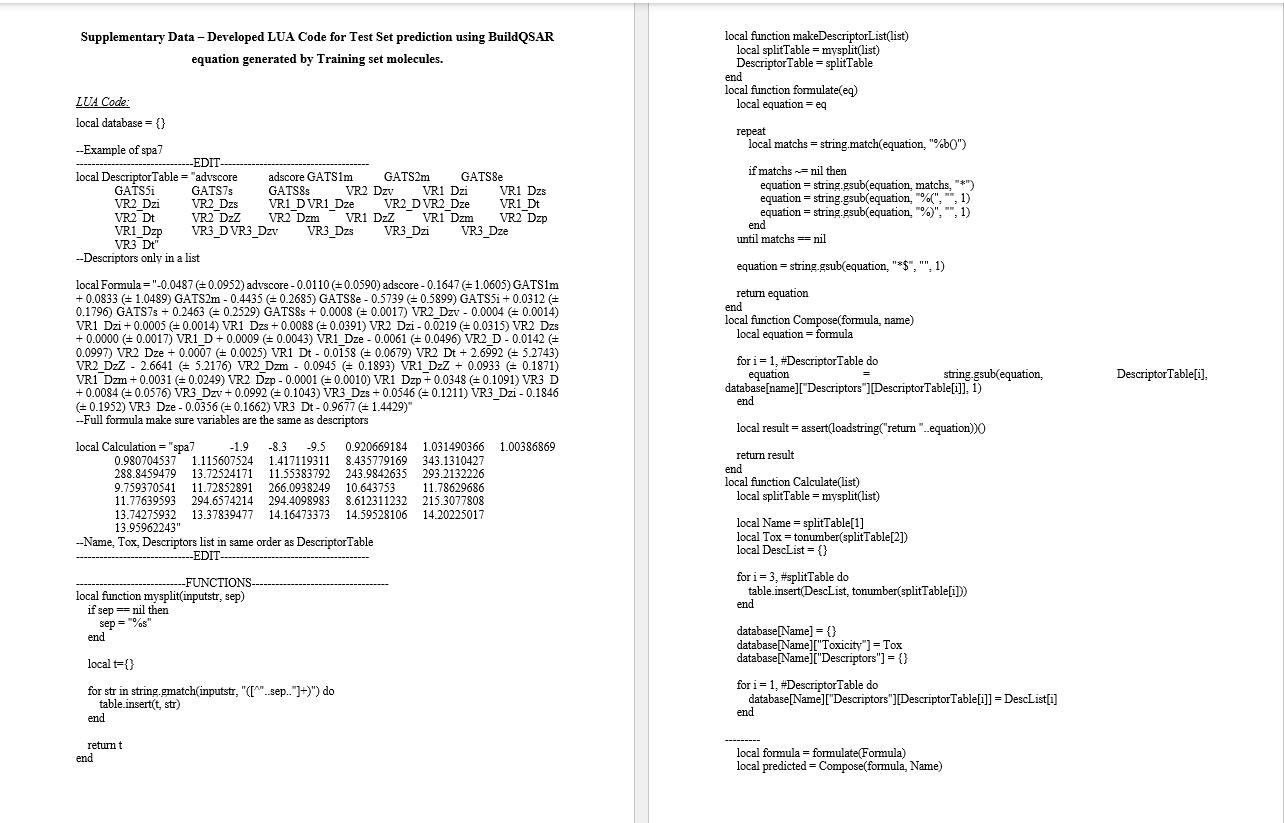 Supplementary Data – Developed LUA Code for Test Set prediction using BuildQSAR
equation generated by Training set molecules.
LUA Code:
local database = {}
--Example of spa7
------------------------------EDIT--------------------------------------
local DescriptorTable = "advscore adscore GATS1m GATS2m GATS8e
GATS5i GATS7s GATS8s VR2_Dzv VR1_Dzi VR1_Dzs
VR2_Dzi VR2_Dzs VR1_D VR1_Dze VR2_D VR2_Dze VR1_Dt
VR2_Dt VR2_DzZ VR2_Dzm VR1_DzZ VR1_Dzm VR2_Dzp
VR1_Dzp VR3_D VR3_Dzv VR3_Dzs VR3_Dzi VR3_Dze
VR3_Dt"
--Descriptors only in a list
local Formula = "-0.0487 (± 0.0952) advscore - 0.0110 (± 0.0590) adscore - 0.1647 (± 1.0605) GATS1m
+ 0.0833 (± 1.0489) GATS2m - 0.4435 (± 0.2685) GATS8e - 0.5739 (± 0.5899) GATS5i + 0.0312 (±
0.1796) GATS7s + 0.2463 (± 0.2529) GATS8s + 0.0008 (± 0.0017) VR2_Dzv - 0.0004 (± 0.0014)
VR1_Dzi + 0.0005 (± 0.0014) VR1_Dzs + 0.0088 (± 0.0391) VR2_Dzi - 0.0219 (± 0.0315) VR2_Dzs
+ 0.0000 (± 0.0017) VR1_D + 0.0009 (± 0.0043) VR1_Dze - 0.0061 (± 0.0496) VR2_D - 0.0142 (±
0.0997) VR2_Dze + 0.0007 (± 0.0025) VR1_Dt - 0.0158 (± 0.0679) VR2_Dt + 2.6992 (± 5.2743)
VR2_DzZ - 2.6641 (± 5.2176) VR2_Dzm - 0.0945 (± 0.1893) VR1_DzZ + 0.0933 (± 0.1871)
VR1_Dzm + 0.0031 (± 0.0249) VR2_Dzp - 0.0001 (± 0.0010) VR1_Dzp + 0.0348 (± 0.1091) VR3_D
+ 0.0084 (± 0.0576) VR3_Dzv + 0.0992 (± 0.1043) VR3_Dzs + 0.0546 (± 0.1211) VR3_Dzi - 0.1846
(± 0.1952) VR3_Dze - 0.0356 (± 0.1662) VR3_Dt - 0.9677 (± 1.4429)"
--Full formula make sure variables are the same as descriptors
local Calculation = "spa7 -1.9 -8.3 -9.5 0.920669184 1.031490366 1.00386869
0.980704537 1.115607524 1.417119311 8.435779169 343.1310427
288.8459479 13.72524171 11.55383792 243.9842635 293.2132226
9.759370541 11.72852891 266.0938249 10.643753 11.78629686
11.77639593 294.6574214 294.4098983 8.612311232 215.3077808
13.74275932 13.37839477 14.16473373 14.59528106 14.20225017
13.95962243"
--Name, Tox, Descriptors list in same order as DescriptorTable
------------------------------EDIT--------------------------------------
----------------------------FUNCTIONS-----------------------------------
local function mysplit(inputstr, sep)
if sep == nil then
sep = "%s"
end
local t={}
for str in string.gmatch(inputstr, "([^"..sep.."]+)") do
table.insert(t, str)
end
return t
end
local function makeDescriptorList(list)
local splitTable = mysplit(list)
DescriptorTable = splitTable
end
local function formulate(eq)
local equation = eq
repeat
local matchs = string.match(equation, "%b()")
if matchs ~= nil then
equation = string.gsub(equation, matchs, "*")
equation = string.gsub(equation, "%(", "", 1)
equation = string.gsub(equation, "%)", "", 1)
end
until matchs == nil
equation = string.gsub(equation, "*$", "", 1)
return equation
end
local function Compose(formula, name)
local equation = formula
for i = 1, #DescriptorTable do
equation = string.gsub(equation, DescriptorTable[i],
database[name]["Descriptors"][DescriptorTable[i]], 1)
end
local result = assert(loadstring("return "..equation))()
return result
end
local function Calculate(list)
local splitTable = mysplit(list)
local Name = splitTable[1]
local Tox = tonumber(splitTable[2])
local DescList = {}
for i = 3, #splitTable do
table.insert(DescList, tonumber(splitTable[i]))
end
database[Name] = {}
database[Name]["Toxicity"] = Tox
database[Name]["Descriptors"] = {}
for i = 1, #DescriptorTable do
database[Name]["Descriptors"][DescriptorTable[i]] = DescList[i]
end
---------
local formula = formulate(Formula)
local predicted = Compose(formula, Name)